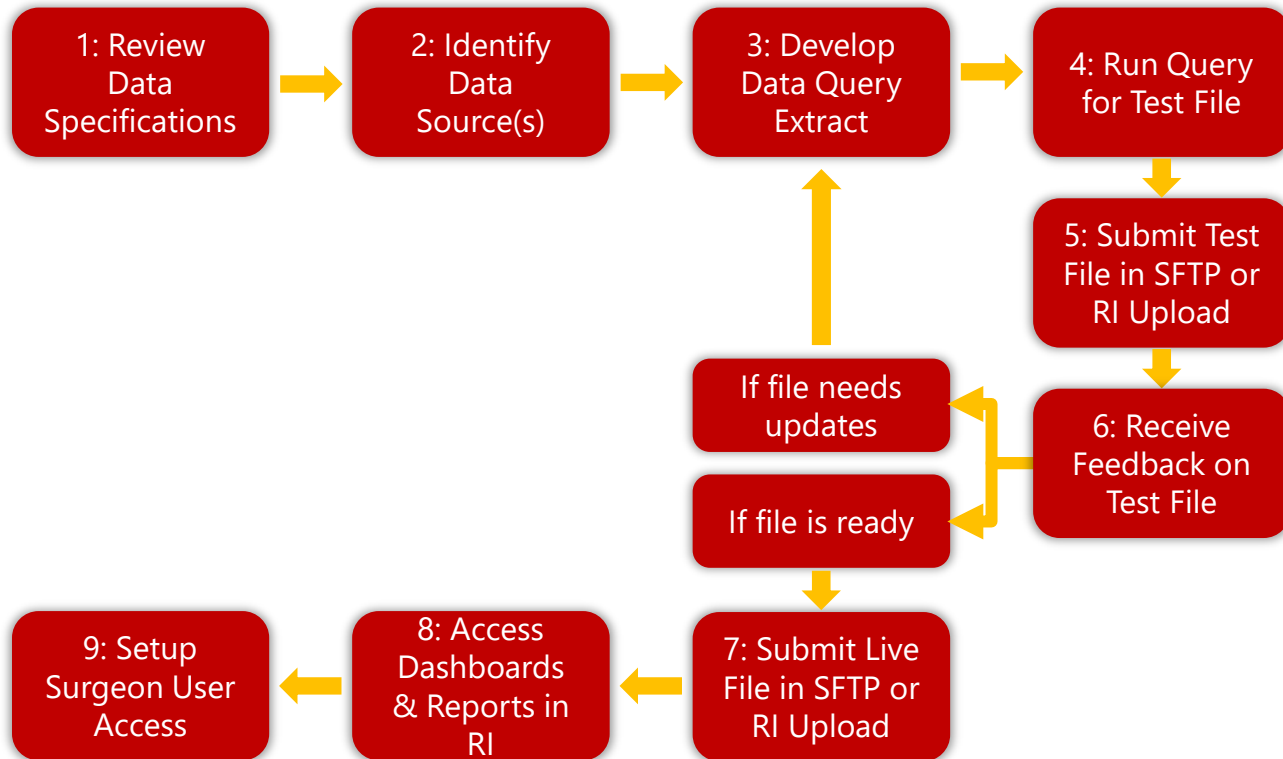 1: Review
Data
Specifications
2: Identify
Data
Source(s)
3: Develop
Data Query
Extract
4: Run Query
for Test File
5: Submit Test
File in SFTP or
RI Upload
6: Receive
Feedback on
Test File
If file needs
updates
If file is ready
7: Submit Live
File in SFTP or
RI Upload
8: Access
Dashboards
& Reports in
RI
9: Setup
Surgeon User
Access